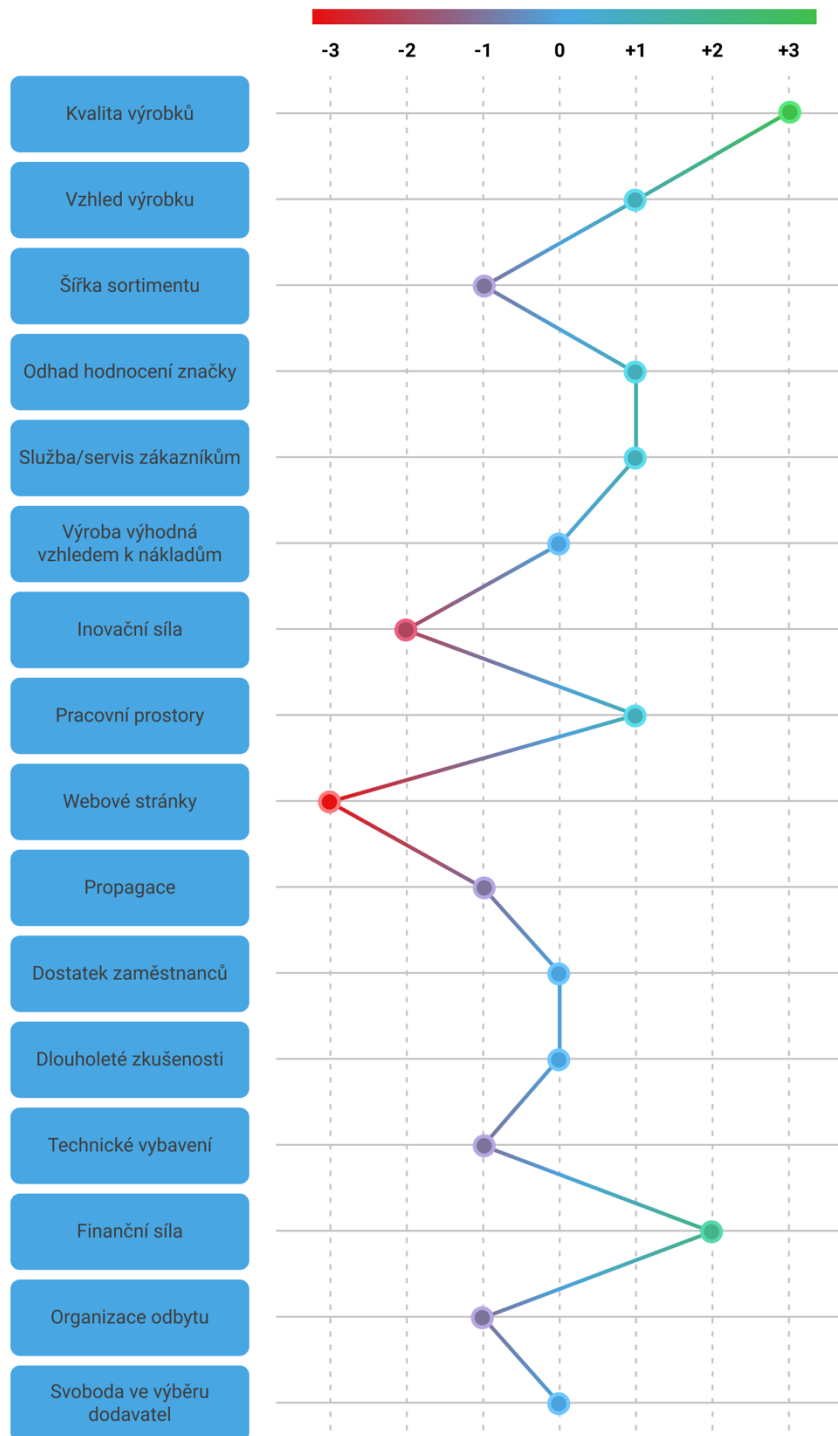 -3 -2 -1 0 +1 +2 +3
Kvalita výrobků
Vzhled výrobku
Šířka sortimentu
Odhad hodnocení značky
Služba/servis zákazníkům
Výroba výhodná
vzhledem k nákladům
Inovační síla
Pracovní prostory
Webové stránky
Propagace
Dostatek zaměstnanců
Dlouholeté zkušenosti
Technické vybavení
Finanční síla
Organizace odbytu
Svoboda ve výběru
dodavatel